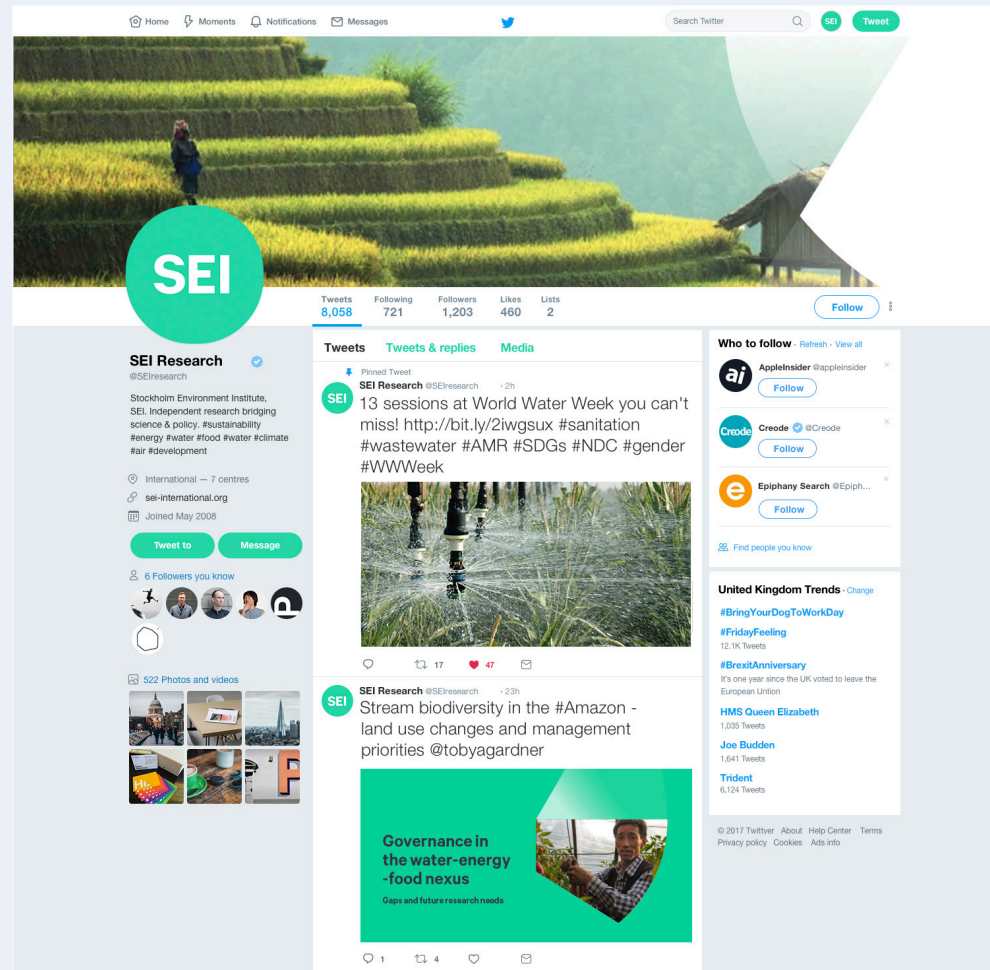 Home Moments Notifications Messages Search Twitter SEI Tweet
SEI
Tweets Following Followers Likes Lists
8,058 721 1,203 460 2
Follow
SEI Research
@SEIresearch
Stockholm Environment Institute,
SEI. Independent research bridging
science & policy. #sustainability
#energy #water #food #water #climate
#air #development
International — 7 centres
sei-international.org
Joined May 2008
Tweet to Message
6 Followers you know
522 Photos and videos
Hi.
Tweets Tweets & replies Media
Pinned Tweet
SEI
SEI Research @SEIresearch · 2h
13 sessions at World Water Week you can't
miss! http://bit.ly/2iwgsux #sanitation
#wastewater #AMR #SDGs #NDC #gender
#WWWeek
17 47
SEI
SEI Research @SEIresearch · 23h
Stream biodiversity in the #Amazon -
land use changes and management
priorities @tobyagardner
Governance in
the water-energy
-food nexus
Gaps and future research needs
1 4
Who to follow · Refresh · View all
ai
AppleInsider @appleinsider
Follow
Creode
Creode @Creode
Follow
e
Epiphany Search @Epiph...
Follow
Find people you know
United Kingdom Trends · Change
#BringYourDogToWorkDay
#FridayFeeling
12.1K Tweets
#BrexitAnniversary
It's one year since the UK voted to leave the
European Untion
HMS Queen Elizabeth
1,035 Tweets
Joe Budden
1,641 Tweets
Trident
6,124 Tweets
© 2017 Twittver About Help Center Terms
Privacy policy Cookies Ads info